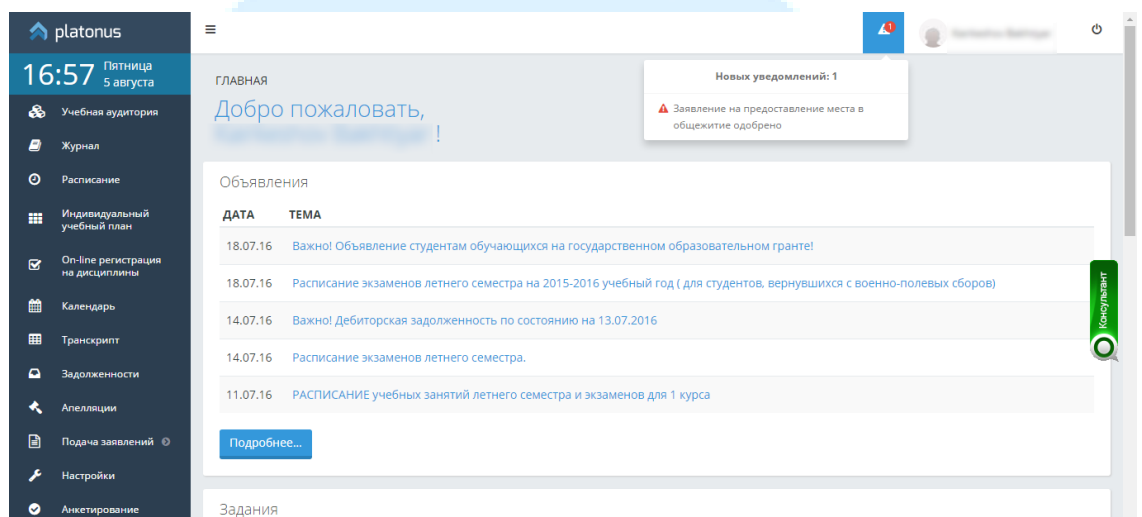 platonus
16:57
Пятница
5 августа
Учебная аудитория
Журнал
Расписание
Индивидуальный
учебный план
On-line регистрация
на дисциплины
Календарь
Транскрипт
Задолженности
Апелляции
Подача заявлений
Настройки
Анкетирование
1
Новых уведомлений: 1
Заявление на предоставление места в
общежитие одобрено
ГЛАВНАЯ
Добро пожаловать,
!
Объявления
ДАТА ТЕМА
18.07.16 Важно! Объявление студентам обучающихся на государственном образовательном гранте!
18.07.16 Расписание экзаменов летнего семестра на 2015-2016 учебный год ( для студентов, вернувшихся с военно-полевых сборов)
14.07.16 Важно! Дебиторская задолженность по состоянию на 13.07.2016
14.07.16 Расписание экзаменов летнего семестра.
11.07.16 РАСПИСАНИЕ учебных занятий летнего семестра и экзаменов для 1 курса
Подробнее...
Задания
Консультант